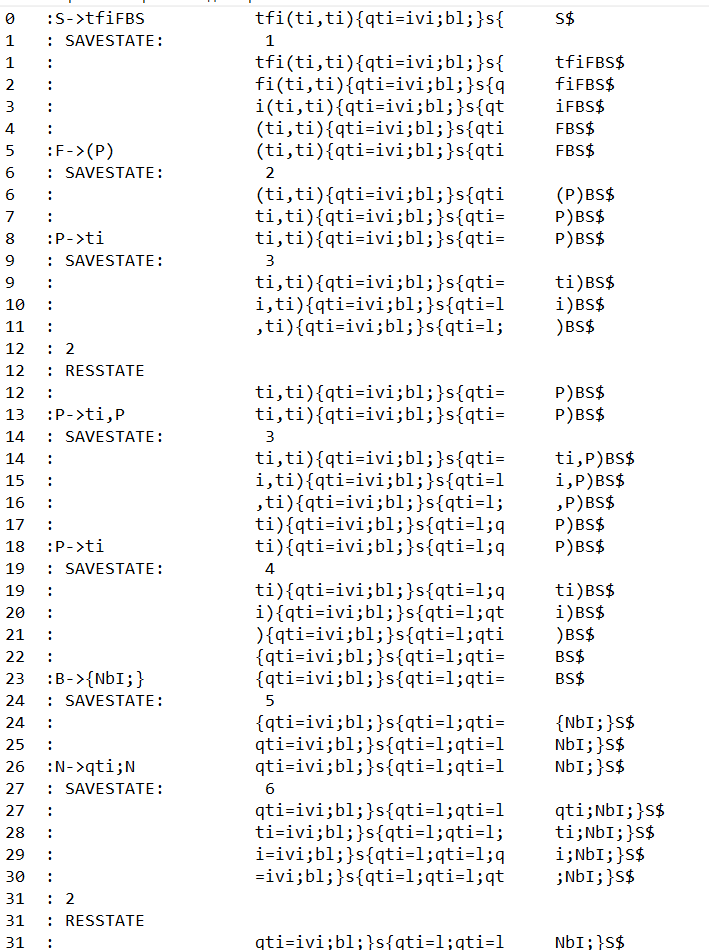 0   :S->tfiFBS           tfi(ti,ti){qti=ivi;bl;}s{     S$
1   : SAVESTATE:          1
1   :                    tfi(ti,ti){qti=ivi;bl;}s{     tfiFBS$
2   :                    fi(ti,ti){qti=ivi;bl;}s{q     fiFBS$
3   :                    i(ti,ti){qti=ivi;bl;}s{qt     iFBS$
4   :                    (ti,ti){qti=ivi;bl;}s{qti     FBS$
5   :F->(P)              (ti,ti){qti=ivi;bl;}s{qti     FBS$
6   : SAVESTATE:          2
6   :                    (ti,ti){qti=ivi;bl;}s{qti     (P)BS$
7   :                    ti,ti){qti=ivi;bl;}s{qti=     P)BS$
8   :P->ti               ti,ti){qti=ivi;bl;}s{qti=     P)BS$
9   : SAVESTATE:          3
9   :                    ti,ti){qti=ivi;bl;}s{qti=     ti)BS$
10  :                    i,ti){qti=ivi;bl;}s{qti=l     i)BS$
11  :                    ,ti){qti=ivi;bl;}s{qti=l;     )BS$
12  : 2
12  : RESSTATE
12  :                    ti,ti){qti=ivi;bl;}s{qti=     P)BS$
13  :P->ti,P             ti,ti){qti=ivi;bl;}s{qti=     P)BS$
14  : SAVESTATE:          3
14  :                    ti,ti){qti=ivi;bl;}s{qti=     ti,P)BS$
15  :                    i,ti){qti=ivi;bl;}s{qti=l     i,P)BS$
16  :                    ,ti){qti=ivi;bl;}s{qti=l;     ,P)BS$
17  :                    ti){qti=ivi;bl;}s{qti=l;q     P)BS$
18  :P->ti               ti){qti=ivi;bl;}s{qti=l;q     P)BS$
19  : SAVESTATE:          4
19  :                    ti){qti=ivi;bl;}s{qti=l;q     ti)BS$
20  :                    i){qti=ivi;bl;}s{qti=l;qt     i)BS$
21  :                    ){qti=ivi;bl;}s{qti=l;qti     )BS$
22  :                    {qti=ivi;bl;}s{qti=l;qti=     BS$
23  :B->{NbI;}           {qti=ivi;bl;}s{qti=l;qti=     BS$
24  : SAVESTATE:          5
24  :                    {qti=ivi;bl;}s{qti=l;qti=     {NbI;}S$
25  :                    qti=ivi;bl;}s{qti=l;qti=l     NbI;}S$
26  :N->qti;N            qti=ivi;bl;}s{qti=l;qti=l     NbI;}S$
27  : SAVESTATE:          6
27  :                    qti=ivi;bl;}s{qti=l;qti=l     qti;NbI;}S$
28  :                    ti=ivi;bl;}s{qti=l;qti=l;     ti;NbI;}S$
29  :                    i=ivi;bl;}s{qti=l;qti=l;q     i;NbI;}S$
30  :                    =ivi;bl;}s{qti=l;qti=l;qt     ;NbI;}S$
31  : 2
31  : RESSTATE
31  :                    qti=ivi;bl;}s{qti=l;qti=l     NbI;}S$